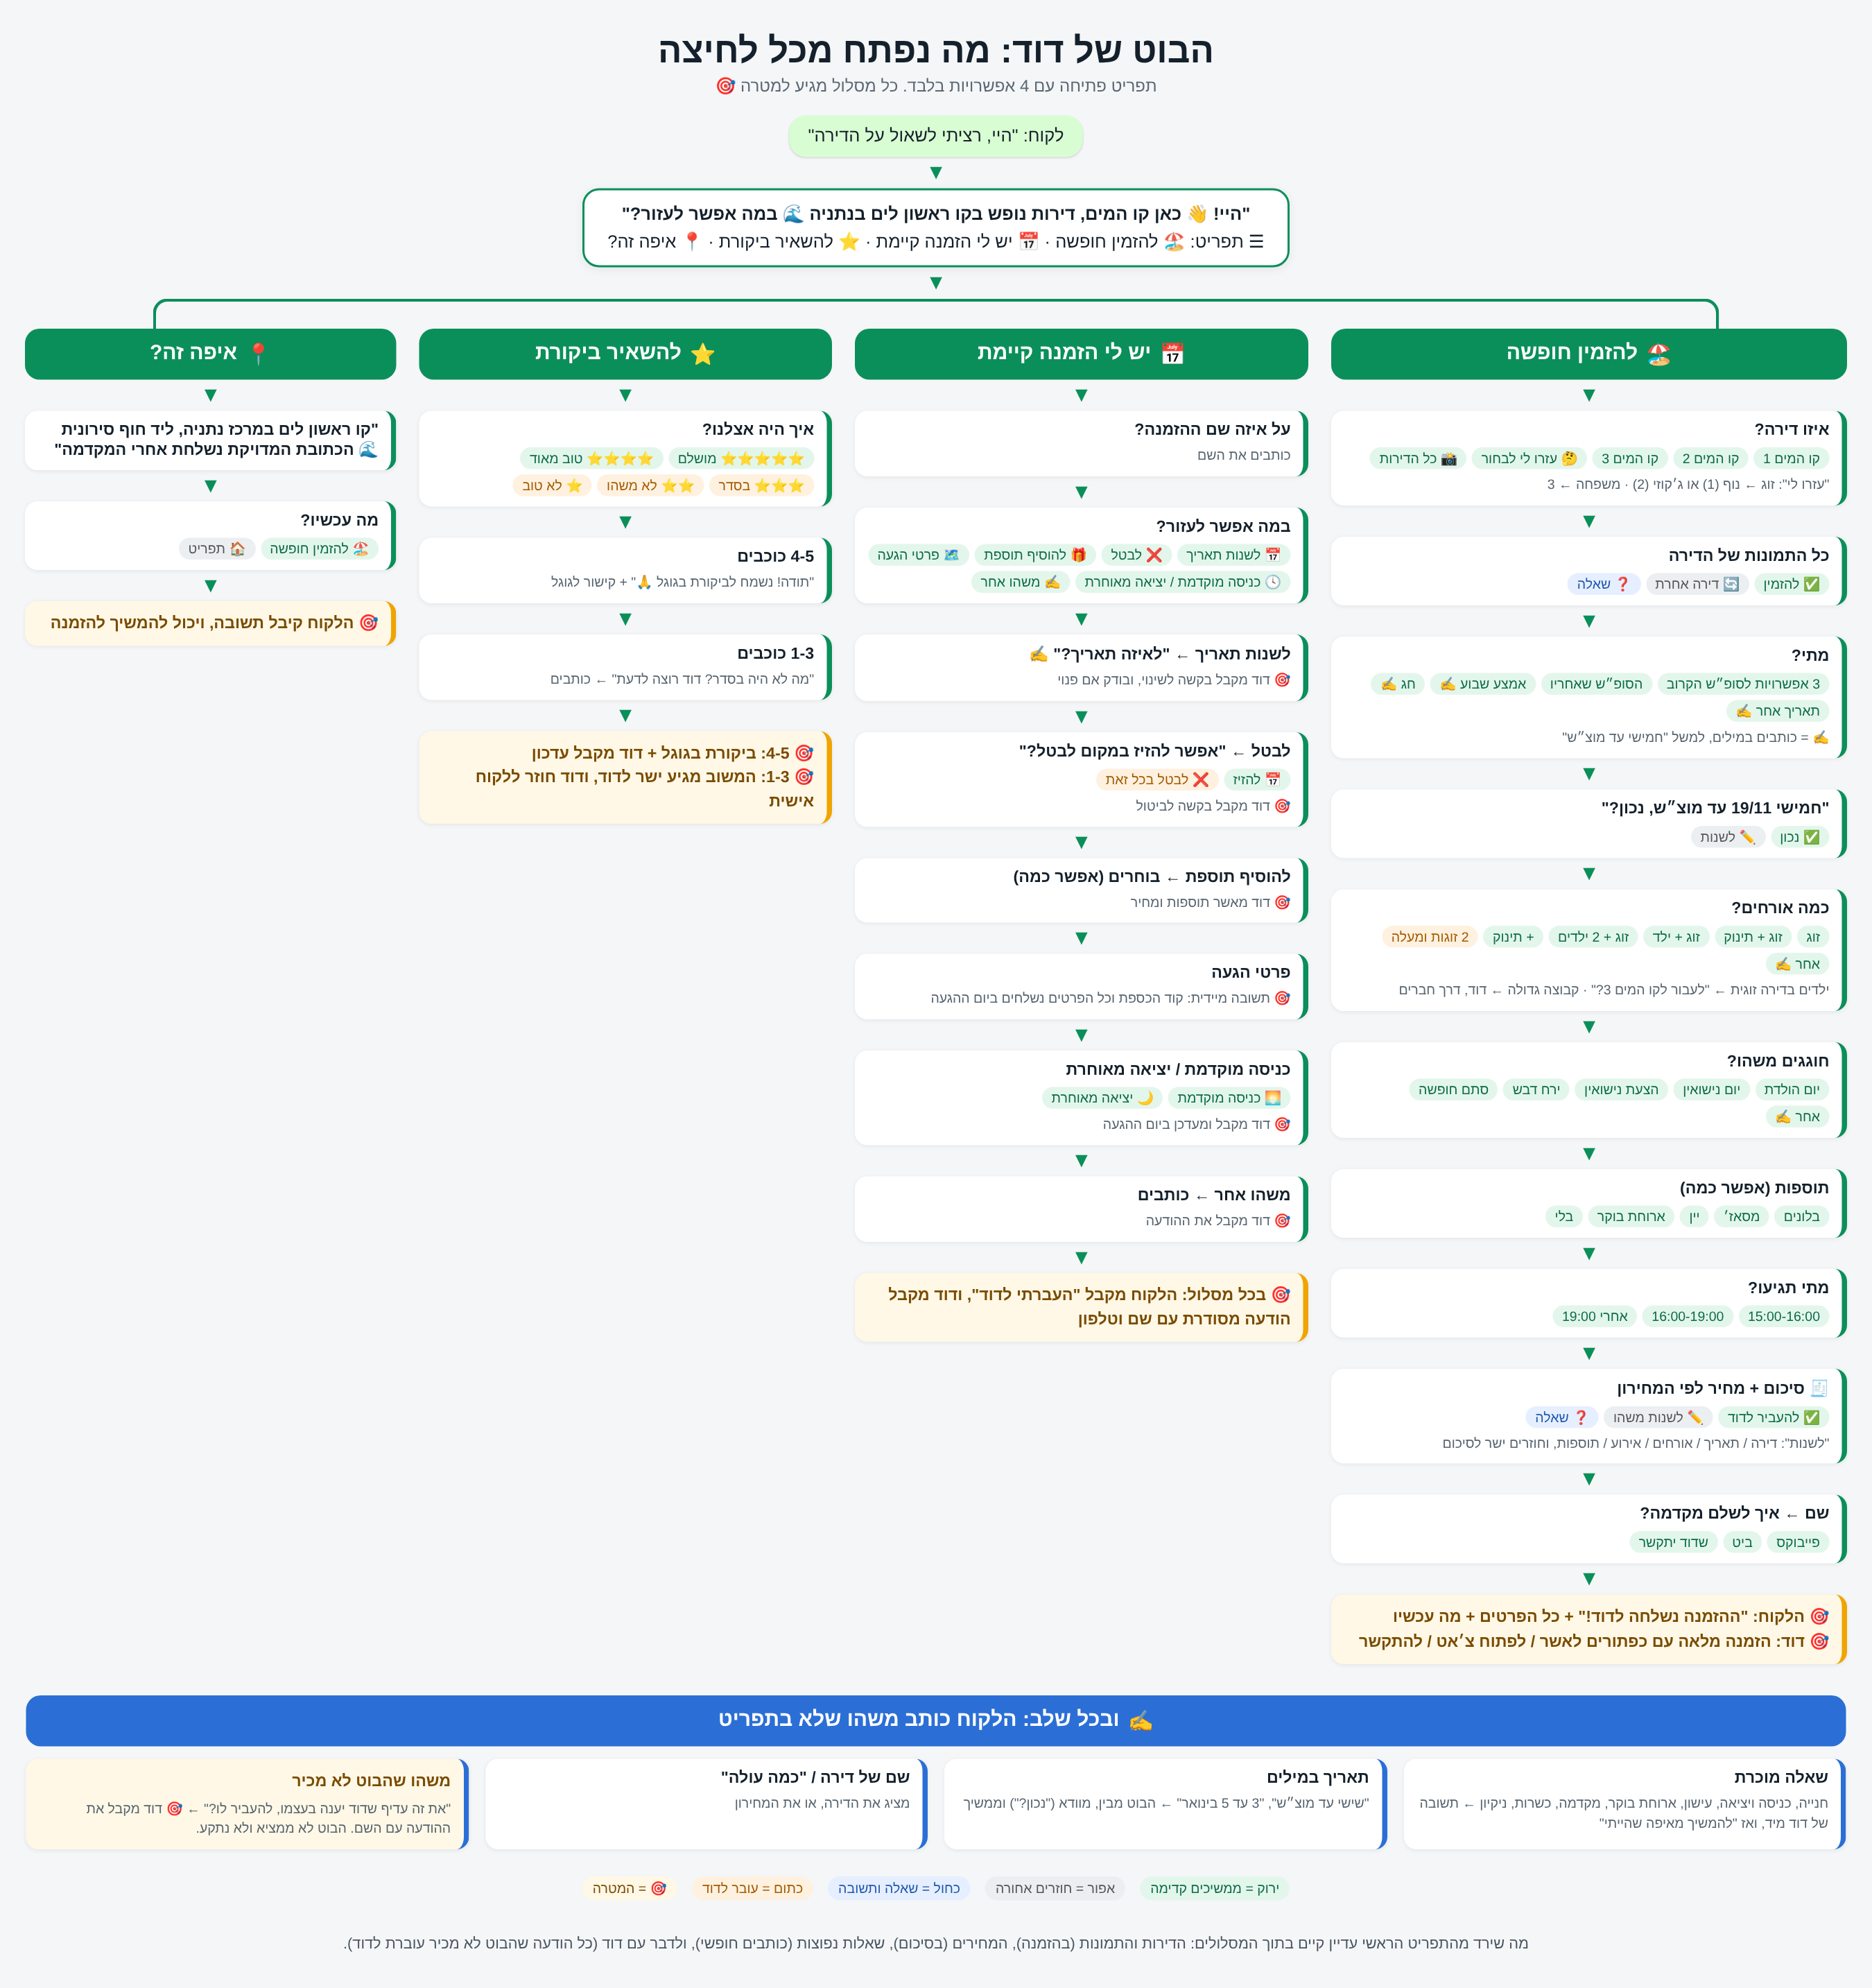 הבוט של דוד: מה נפתח מכל לחיצה
תפריט פתיחה עם 4 אפשרויות בלבד. כל מסלול מגיע למטרה 🎯
לקוח: "היי, רציתי לשאול על הדירה"
"היי! 👋 כאן קו המים, דירות נופש בקו ראשון לים בנתניה 🌊 במה אפשר לעזור?"
☰ תפריט: 🏖️ להזמין חופשה · 📅 יש לי הזמנה קיימת · ⭐ להשאיר ביקורת · 📍 איפה זה?
🏖️ להזמין חופשה
איזו דירה?
קו המים 1 קו המים 2 קו המים 3 🤔 עזרו לי לבחור 📸 כל הדירות
"עזרו לי": זוג ← נוף (1) או ג׳קוזי (2) · משפחה ← 3
כל התמונות של הדירה
✅ להזמין 🔄 דירה אחרת ❓ שאלה
מתי?
3 אפשרויות לסופ״ש הקרוב הסופ״ש שאחריו אמצע שבוע ✍️ חג ✍️
תאריך אחר ✍️
✍️ = כותבים במילים, למשל "חמישי עד מוצ״ש"
"חמישי 19/11 עד מוצ״ש, נכון?"
✅ נכון ✏️ לשנות
כמה אורחים?
זוג זוג + תינוק זוג + ילד זוג + 2 ילדים + תינוק 2 זוגות ומעלה
אחר ✍️
ילדים בדירה זוגית ← "לעבור לקו המים 3?" · קבוצה גדולה ← דוד, דרך חברים
חוגגים משהו?
יום הולדת יום נישואין הצעת נישואין ירח דבש סתם חופשה
אחר ✍️
תוספות (אפשר כמה)
בלונים מסאז׳ יין ארוחת בוקר בלי
מתי תגיעו?
15:00-16:00 16:00-19:00 אחרי 19:00
🧾 סיכום + מחיר לפי המחירון
✅ להעביר לדוד ✏️ לשנות משהו ❓ שאלה
"לשנות": דירה / תאריך / אורחים / אירוע / תוספות, וחוזרים ישר לסיכום
שם ← איך לשלם מקדמה?
פייבוקס ביט שדוד יתקשר
🎯 הלקוח: "ההזמנה נשלחה לדוד!" + כל הפרטים + מה עכשיו
🎯 דוד: הזמנה מלאה עם כפתורים לאשר / לפתוח צ׳אט / להתקשר
📅 יש לי הזמנה קיימת
על איזה שם ההזמנה?
כותבים את השם
במה אפשר לעזור?
📅 לשנות תאריך ❌ לבטל 🎁 להוסיף תוספת 🗺️ פרטי הגעה
🕓 כניסה מוקדמת / יציאה מאוחרת ✍️ משהו אחר
לשנות תאריך ← "לאיזה תאריך?" ✍️
🎯 דוד מקבל בקשה לשינוי, ובודק אם פנוי
לבטל ← "אפשר להזיז במקום לבטל?"
📅 להזיז ❌ לבטל בכל זאת
🎯 דוד מקבל בקשה לביטול
להוסיף תוספת ← בוחרים (אפשר כמה)
🎯 דוד מאשר תוספות ומחיר
פרטי הגעה
🎯 תשובה מיידית: קוד הכספת וכל הפרטים נשלחים ביום ההגעה
כניסה מוקדמת / יציאה מאוחרת
🌅 כניסה מוקדמת 🌙 יציאה מאוחרת
🎯 דוד מקבל ומעדכן ביום ההגעה
משהו אחר ← כותבים
🎯 דוד מקבל את ההודעה
🎯 בכל מסלול: הלקוח מקבל "העברתי לדוד", ודוד מקבל
הודעה מסודרת עם שם וטלפון
⭐ להשאיר ביקורת
איך היה אצלנו?
⭐⭐⭐⭐⭐ מושלם ⭐⭐⭐⭐ טוב מאוד
⭐⭐⭐ בסדר ⭐⭐ לא משהו ⭐ לא טוב
4-5 כוכבים
"תודה! נשמח לביקורת בגוגל 🙏" + קישור לגוגל
1-3 כוכבים
"מה לא היה בסדר? דוד רוצה לדעת" ← כותבים
🎯 4-5: ביקורת בגוגל + דוד מקבל עדכון
🎯 1-3: המשוב מגיע ישר לדוד, ודוד חוזר ללקוח
אישית
📍 איפה זה?
"קו ראשון לים במרכז נתניה, ליד חוף סירונית
🌊 הכתובת המדויקת נשלחת אחרי המקדמה"
מה עכשיו?
🏖️ להזמין חופשה 🏠 תפריט
🎯 הלקוח קיבל תשובה, ויכול להמשיך להזמנה
✍️ ובכל שלב: הלקוח כותב משהו שלא בתפריט
שאלה מוכרת
חנייה, כניסה ויציאה, עישון, ארוחת בוקר, מקדמה, כשרות, ניקיון ← תשובה
של דוד מיד, ואז "להמשיך מאיפה שהיית?"
תאריך במילים
"שישי עד מוצ״ש", "3 עד 5 בינואר" ← הבוט מבין, מוודא ("נכון?") וממשיך
שם של דירה / "כמה עולה"
מציג את הדירה, או את המחירון
משהו שהבוט לא מכיר
"את זה עדיף שדוד יענה בעצמו, להעביר לו?" ← 🎯 דוד מקבל את
ההודעה עם השם. הבוט לא ממציא ולא נתקע.
ירוק = ממשיכים קדימה אפור = חוזרים אחורה כחול = שאלה ותשובה כתום = עובר לדוד 🎯 = המטרה
מה שירד מהתפריט הראשי עדיין קיים בתוך המסלולים: הדירות והתמונות (בהזמנה), המחירים (בסיכום), שאלות נפוצות (כותבים חופשי), ולדבר עם דוד (כל הודעה שהבוט לא מכיר עוברת לדוד).